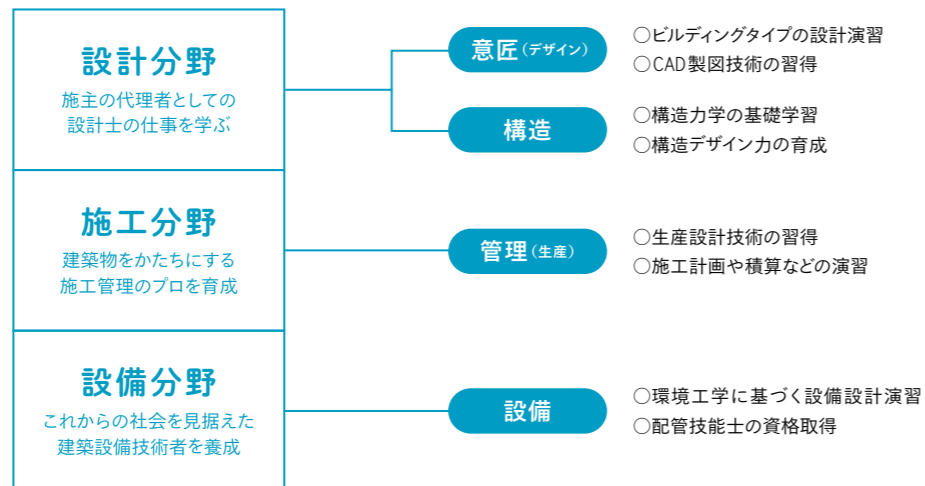 設計分野
施主の代理者としての
設計士の仕事を学ぶ
意匠(デザイン)
○ビルディングタイプの設計演習
○CAD製図技術の習得
構造
○構造力学の基礎学習
○構造デザイン力の育成
施工分野
建築物をかたちにする
施工管理のプロを育成
管理(生産)
○生産設計技術の習得
○施工計画や積算などの演習
設備分野
これからの社会を見据えた
建築設備技術者を養成
設備
○環境工学に基づく設備設計演習
○配管技能士の資格取得